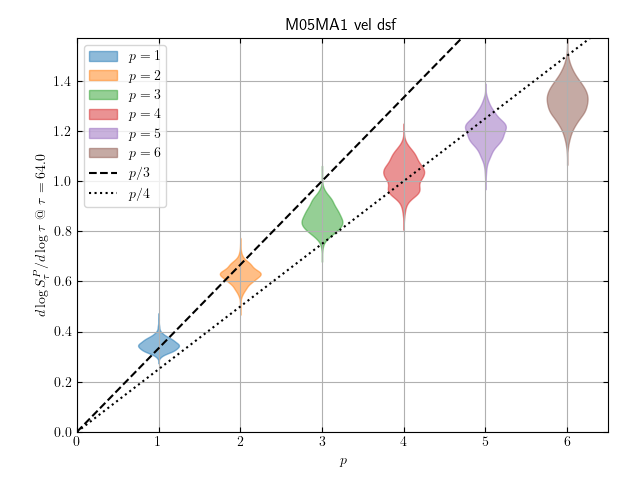 M05MA1 vel dsf
p = 1
p = 2
p = 3
p = 4
p = 5
p = 6
p/3
p/4
d log S_τ^P / d log τ @ τ = 64.0
1.4
1.2
1.0
0.8
0.6
0.4
0.2
0.0
0 1 2 3 4 5 6
p